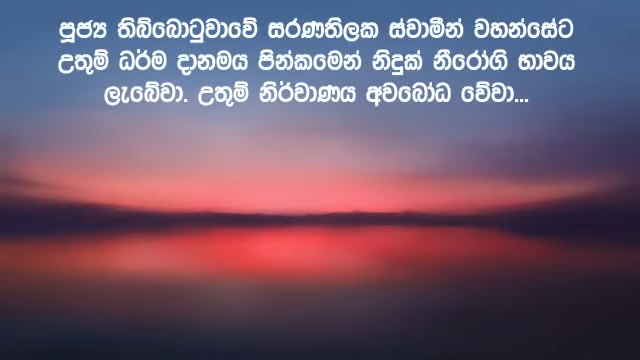 පූජ්‍ය තිබ්බොටුවාවේ සරණතිලක ස්වාමීන් වහන්සේට
උතුම් ධර්ම දානමය පින්කමෙන් නිදුක් නීරෝගි භාවය
ලැබේවා. උතුම් නිර්වාණය අවබෝධ වේවා...